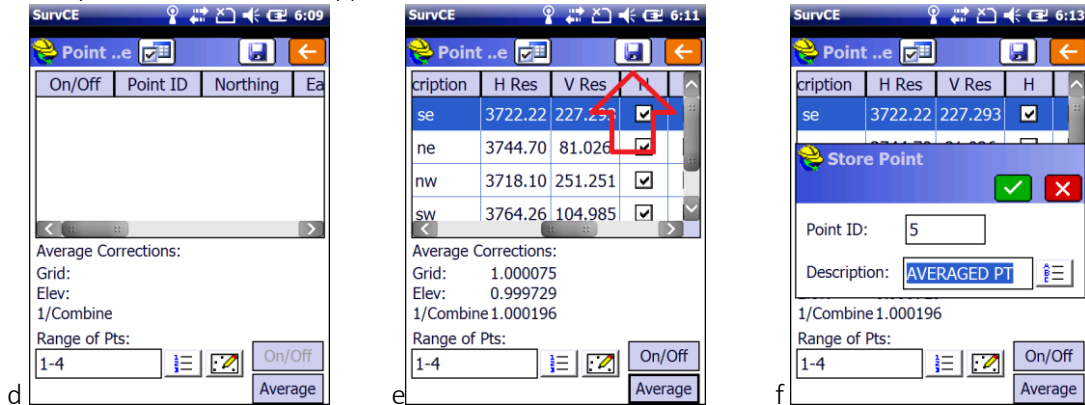 SurvCE 6:09
Point ..e
On/Off Point ID Northing Ea
Average Corrections:
Grid:
Elev:
1/Combine
Range of Pts:
1-4
On/Off
Average
d
SurvCE 6:11
Point ..e
cription H Res V Res H
se 3722.22 227.293
ne 3744.70 81.026
nw 3718.10 251.251
sw 3764.26 104.985
Average Corrections:
Grid: 1.000075
Elev: 0.999729
1/Combine 1.000196
Range of Pts:
1-4
On/Off
Average
e
SurvCE 6:13
Point ..e
cription H Res V Res H
se 3722.22 227.293
Store Point
Point ID: 5
Description: AVERAGED PT
1/Combine 1.000196
Range of Pts:
1-4
On/Off
Average
f